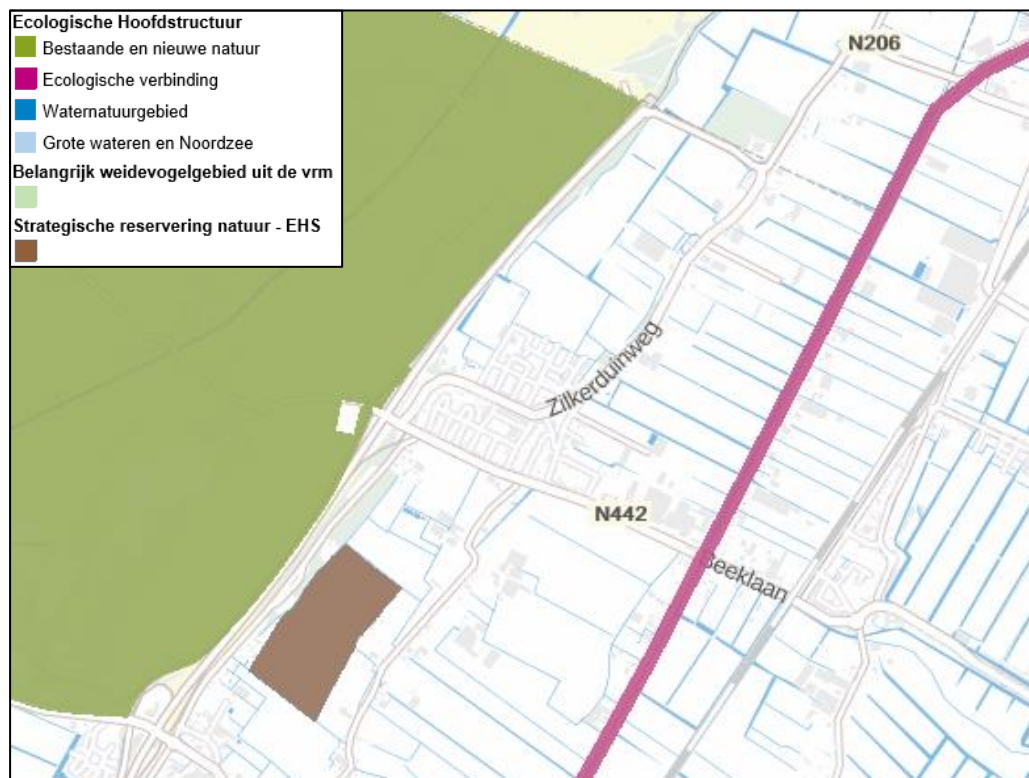 Ecologische Hoofdstructuur
Bestaande en nieuwe natuur
Ecologische verbinding
Waternatuurgebied
Grote wateren en Noordzee
Belangrijk weidevogelgebied uit de vrm
Strategische reservering natuur - EHS
N206
Zilkerduinweg
N442
Beeklaan